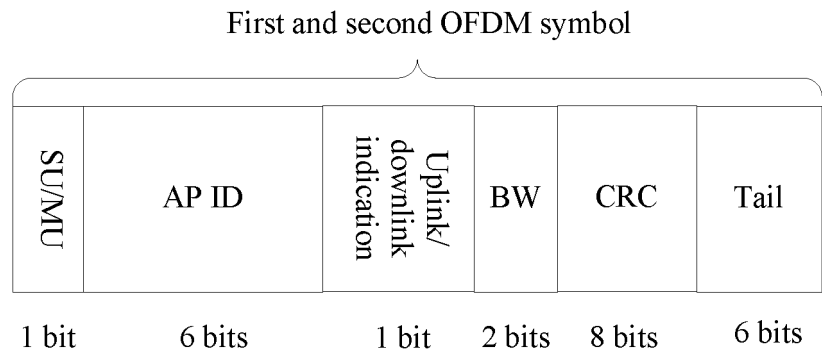 First and second OFDM symbol
SU/MU
AP ID
Uplink/
downlink
indication
BW
CRC
Tail
1 bit
6 bits
1 bit
2 bits
8 bits
6 bits